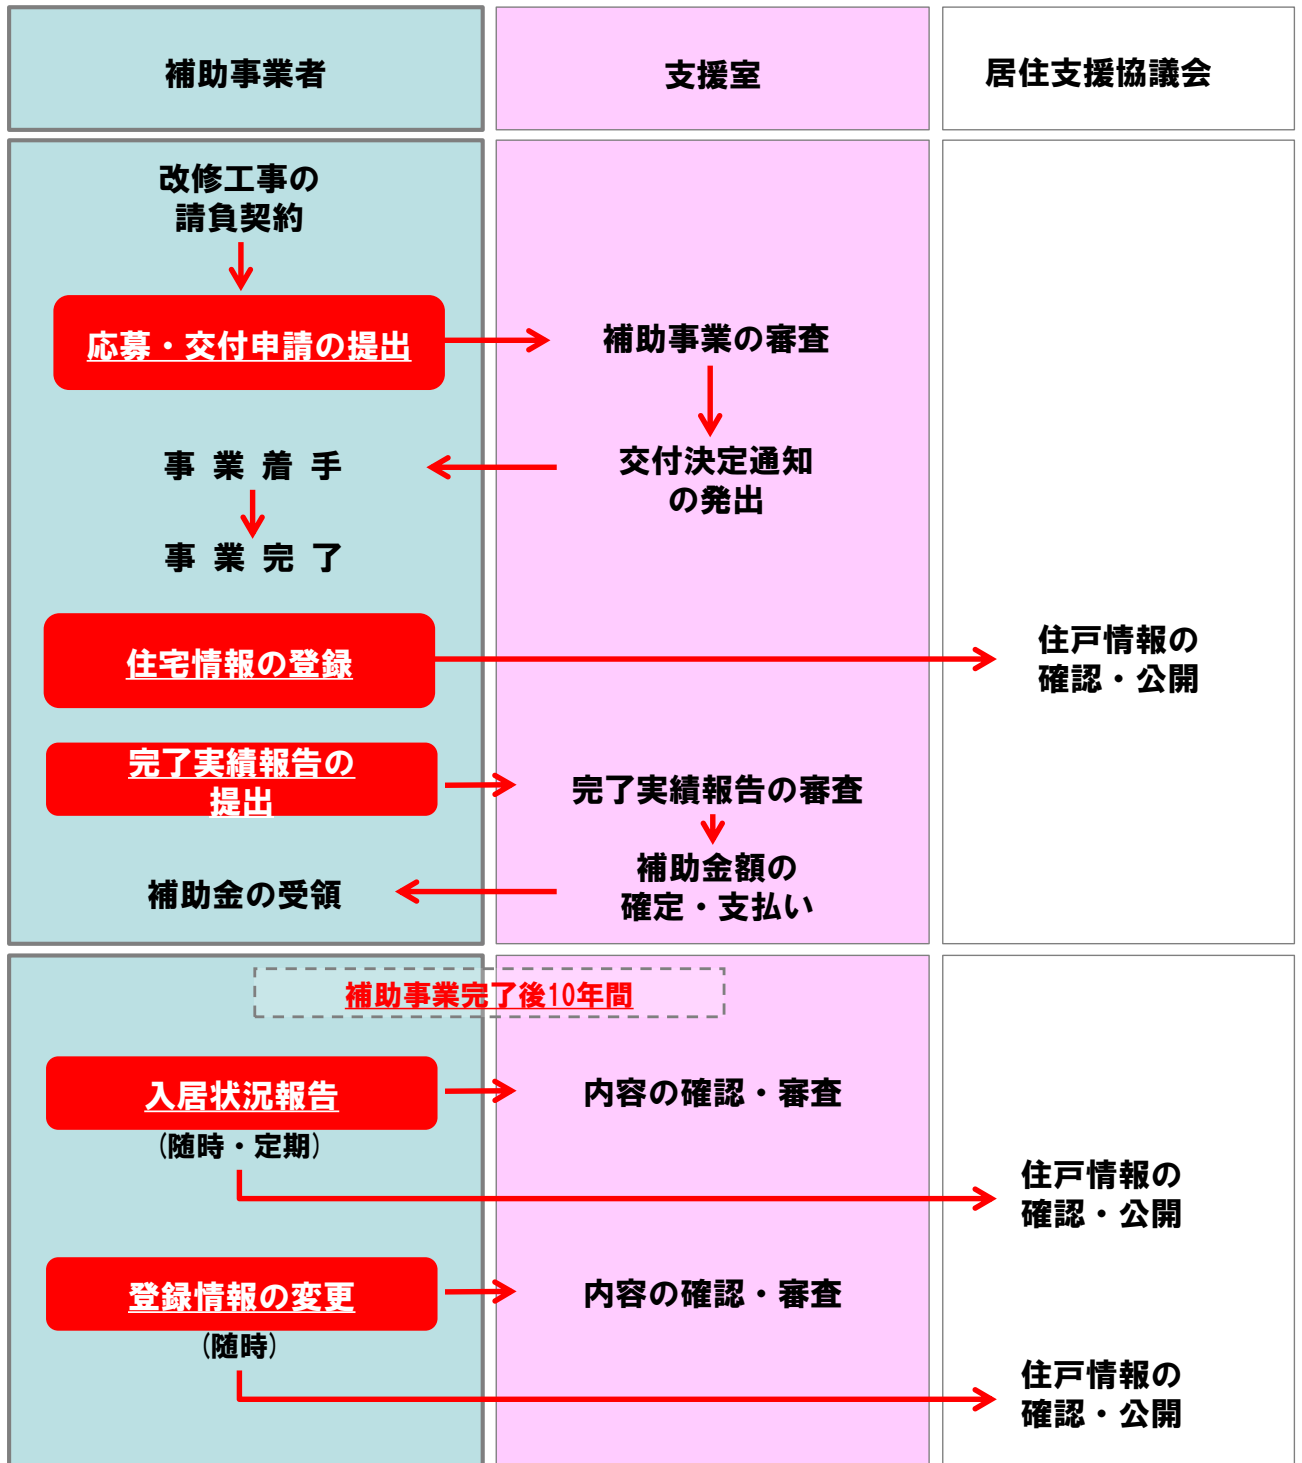 補助事業者
支援室
居住支援協議会
改修工事の
請負契約
応募・交付申請の提出
補助事業の審査
交付決定通知
の発出
事 業 着 手
事 業 完 了
住宅情報の登録
住戸情報の
確認・公開
完了実績報告の
提出
完了実績報告の審査
補助金額の
確定・支払い
補助金の受領
補助事業完了後10年間
入居状況報告
(随時・定期)
内容の確認・審査
住戸情報の
確認・公開
登録情報の変更
(随時)
内容の確認・審査
住戸情報の
確認・公開